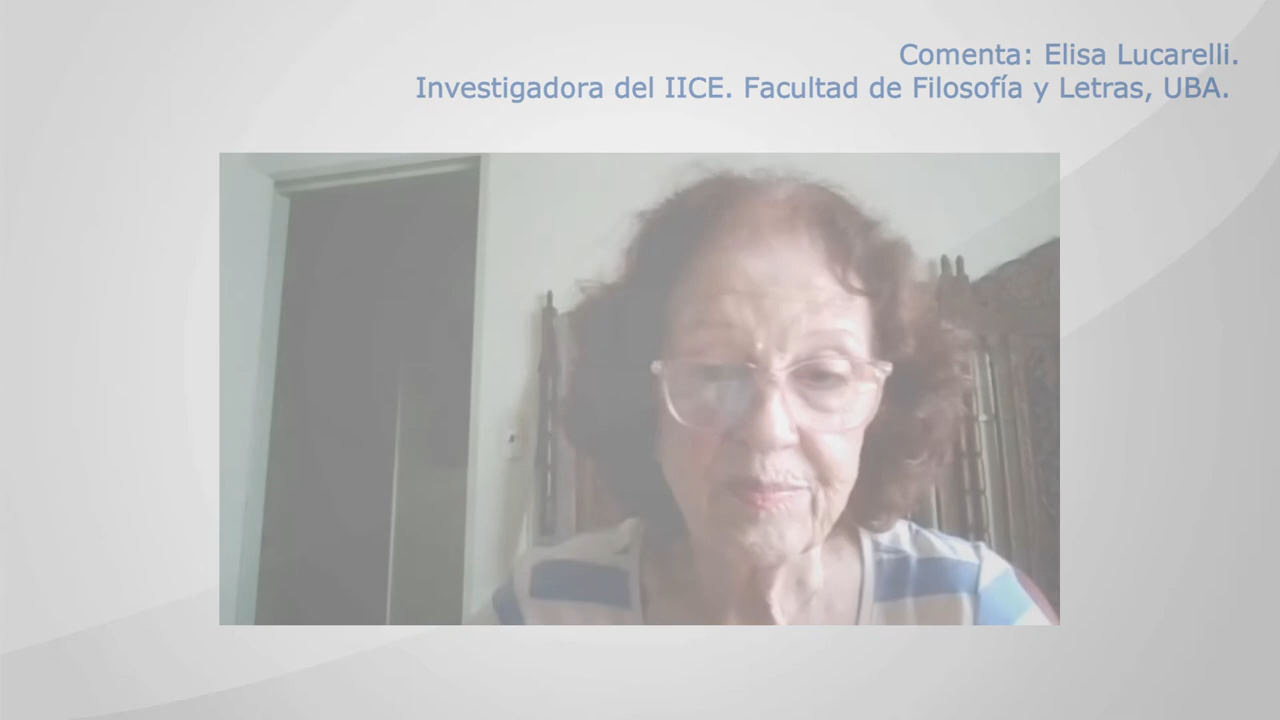 Comenta: Elisa Lucarelli.
Investigadora del IICE. Facultad de Filosofía y Letras, UBA.